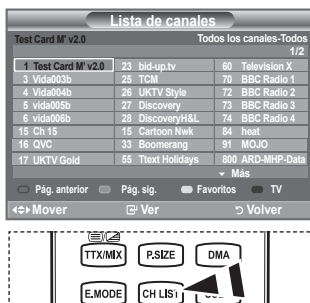 Lista de canales
Test Card M' v2.0 Todos los canales-Todos
1/2
1 Test Card M' v2.0 23 bid-up.tv 60 Television X
3 Vida003b 25 TCM 70 BBC Radio 1
4 Vida004b 26 UKTV Style 72 BBC Radio 2
5 vida005b 27 Discovery 73 BBC Radio 3
6 vida006b 28 DiscoveryH&L 74 BBC Radio 4
15 Ch 15 15 Cartoon Nwk 84 heat
16 QVC 33 Boomerang 91 MOJO
17 UKTV Gold 55 Ttext Holidays 800 ARD-MHP-Data
Más
Pág. anterior Pág. sig. Favoritos TV
Mover Ver Volver
TTX/MIX P.SIZE DMA
E.MODE CH LIST